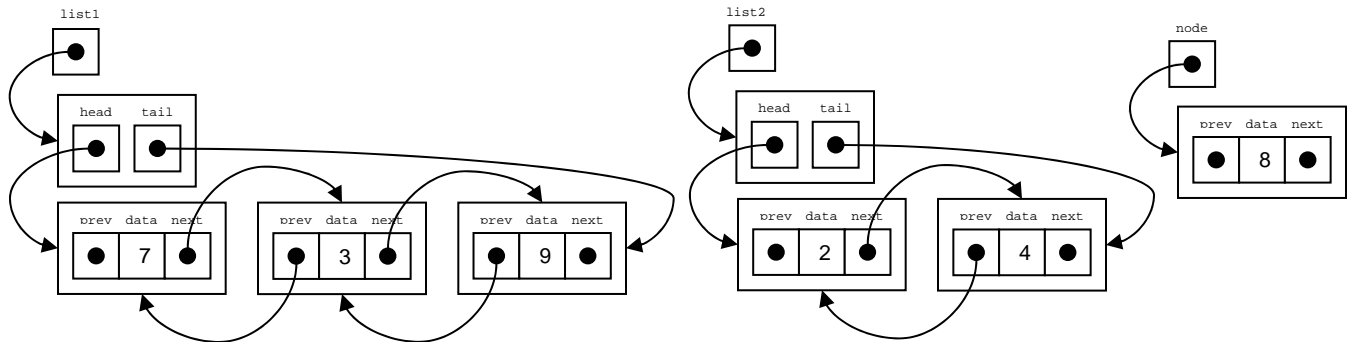 list1
head tail
prev data next
7
prev data next
3
prev data next
9
list2
head tail
prev data next
2
prev data next
4
node
prev data next
8